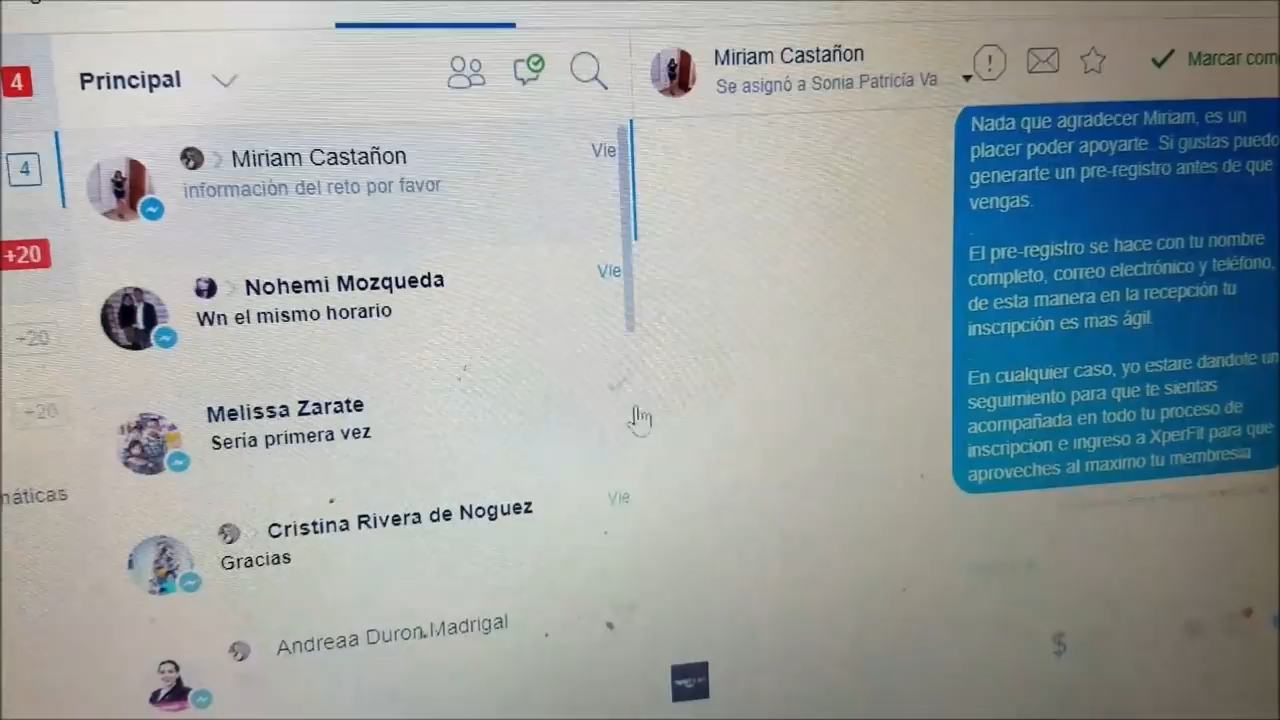 4
Principal
4
Miriam Castañon
Vie
información del reto por favor
+20
Nohemi Mozqueda
Vie
Wn el mismo horario
+20
Melissa Zarate
Seria primera vez
+20
máticas
Cristina Rivera de Noguez
Vie
Gracias
Andreaa Duron Madrigal
Miriam Castañon
Se asignó a Sonia Patricía Va
Marcar com
Nada que agradecer Miriam, es un
placer poder apoyarte. Si gustas puedo
generarte un pre-registro antes de que
vengas.
El pre-registro se hace con tu nombre
completo, correo electrónico y teléfono,
de esta manera en la recepción tu
inscripción es mas ágil.
En cualquier caso, yo estare dandote un
seguimiento para que te sientas
acompañada en todo tu proceso de
inscripcion e ingreso a XperFit para que
aproveches al maximo tu membresia
$